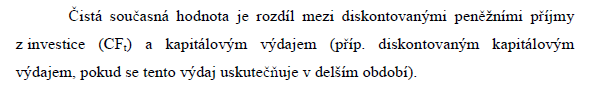 Čistá současná hodnota je rozdíl mezi diskontovanými peněžními příjmy
z investice (CFₜ) a kapitálovým výdajem (příp. diskontovaným kapitálovým
výdajem, pokud se tento výdaj uskutečňuje v delším období).